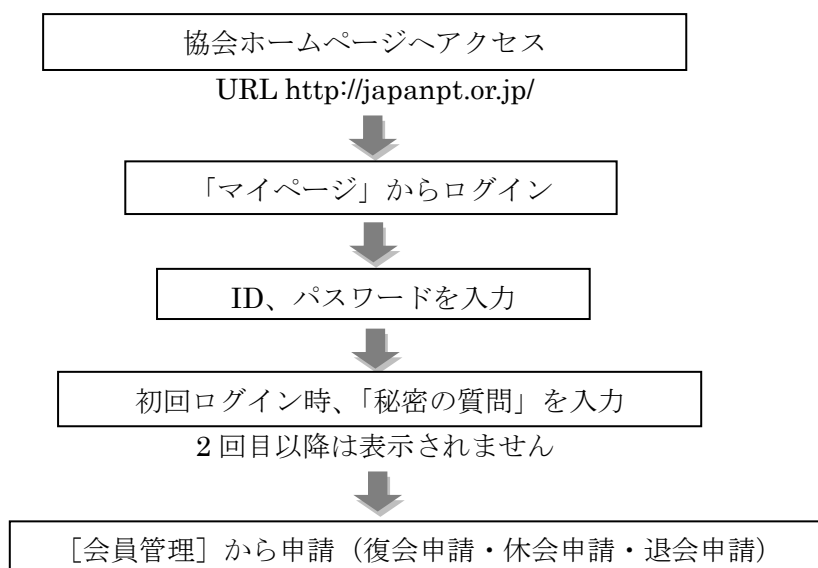 協会ホームページへアクセス
URL http://japanpt.or.jp/
「マイページ」からログイン
ID、パスワードを入力
初回ログイン時、「秘密の質問」を入力
2 回目以降は表示されません
［会員管理］から申請（復会申請・休会申請・退会申請）